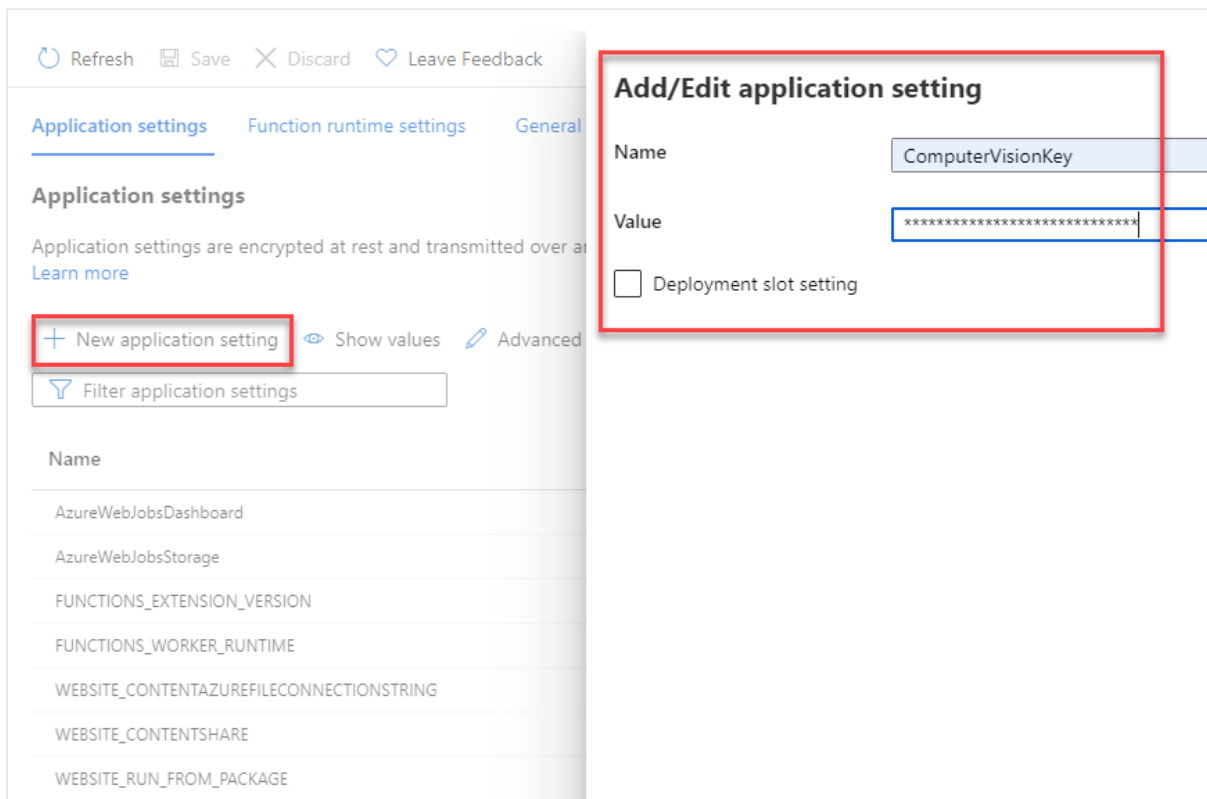 Refresh Save Discard Leave Feedback
Application settings Function runtime settings General
Application settings
Application settings are encrypted at rest and transmitted over
Learn more
New application setting Show values Advanced
Filter application settings
Name
AzureWebJobsDashboard
AzureWebJobsStorage
FUNCTIONS_EXTENSION_VERSION
FUNCTIONS_WORKER_RUNTIME
WEBSITE_CONTENTAZUREFILECONNECTIONSTRING
WEBSITE_CONTENTSHARE
WEBSITE_RUN_FROM_PACKAGE
Add/Edit application setting
Name ComputerVisionKey
Value *****************************
Deployment slot setting